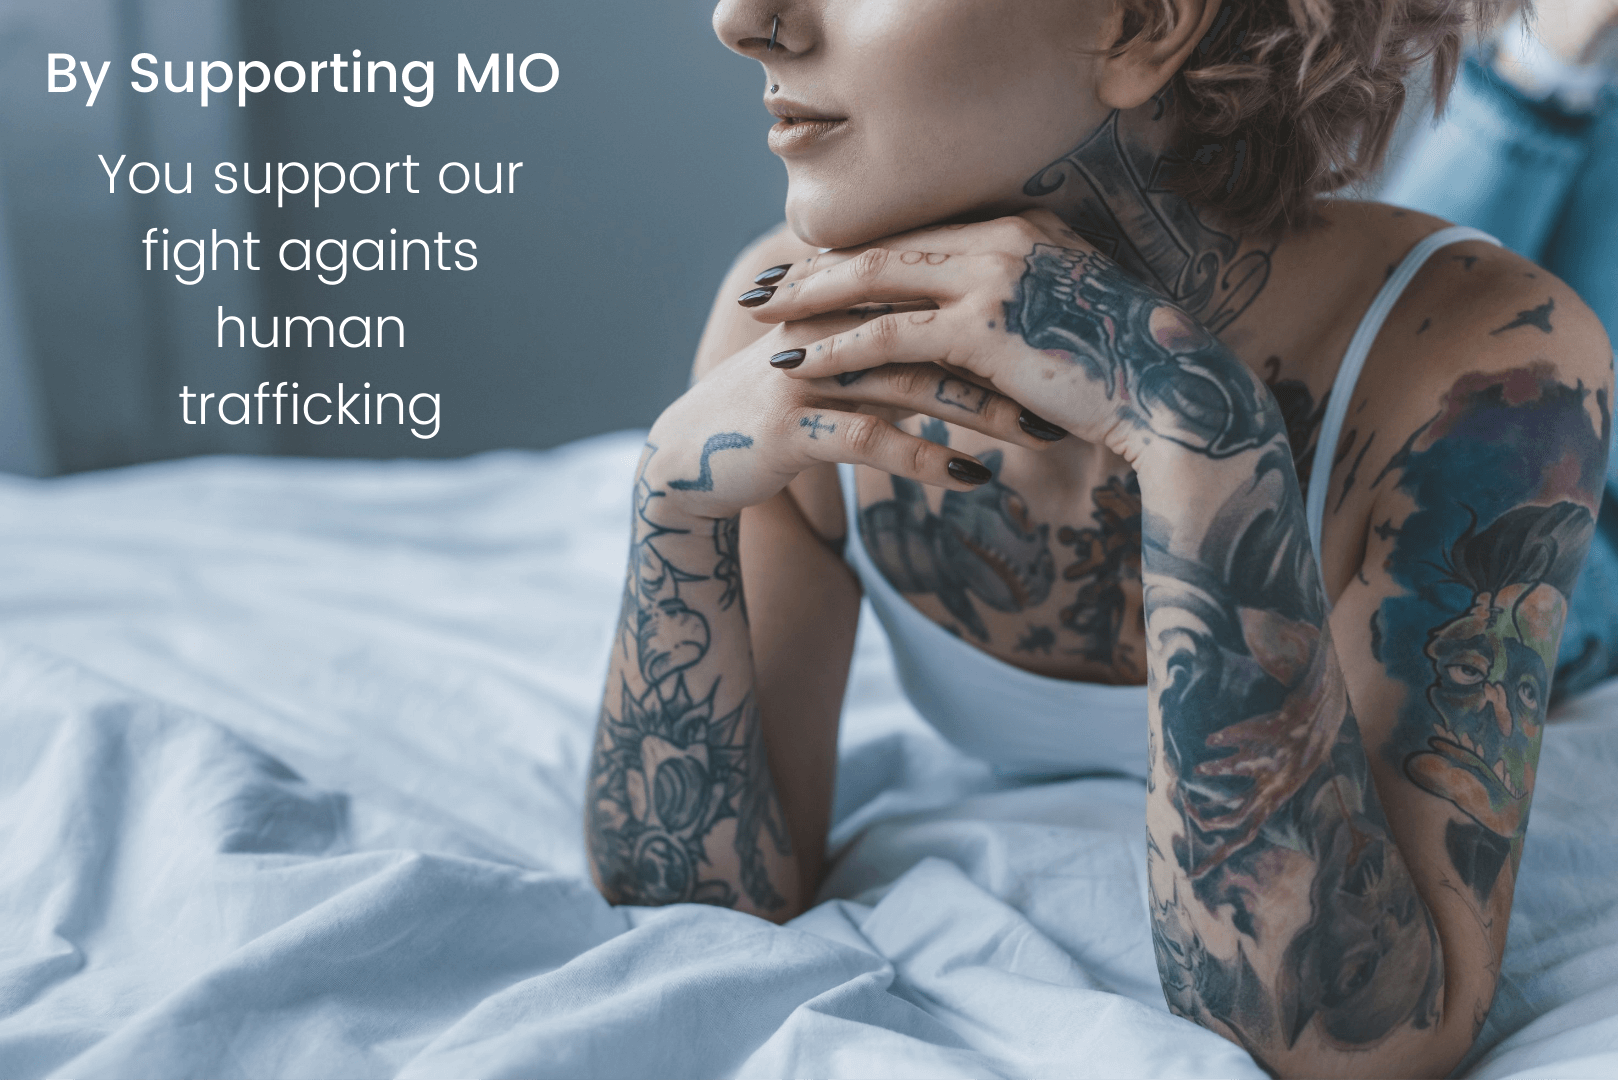 By Supporting MIO
You support our
fight againts
human
trafficking